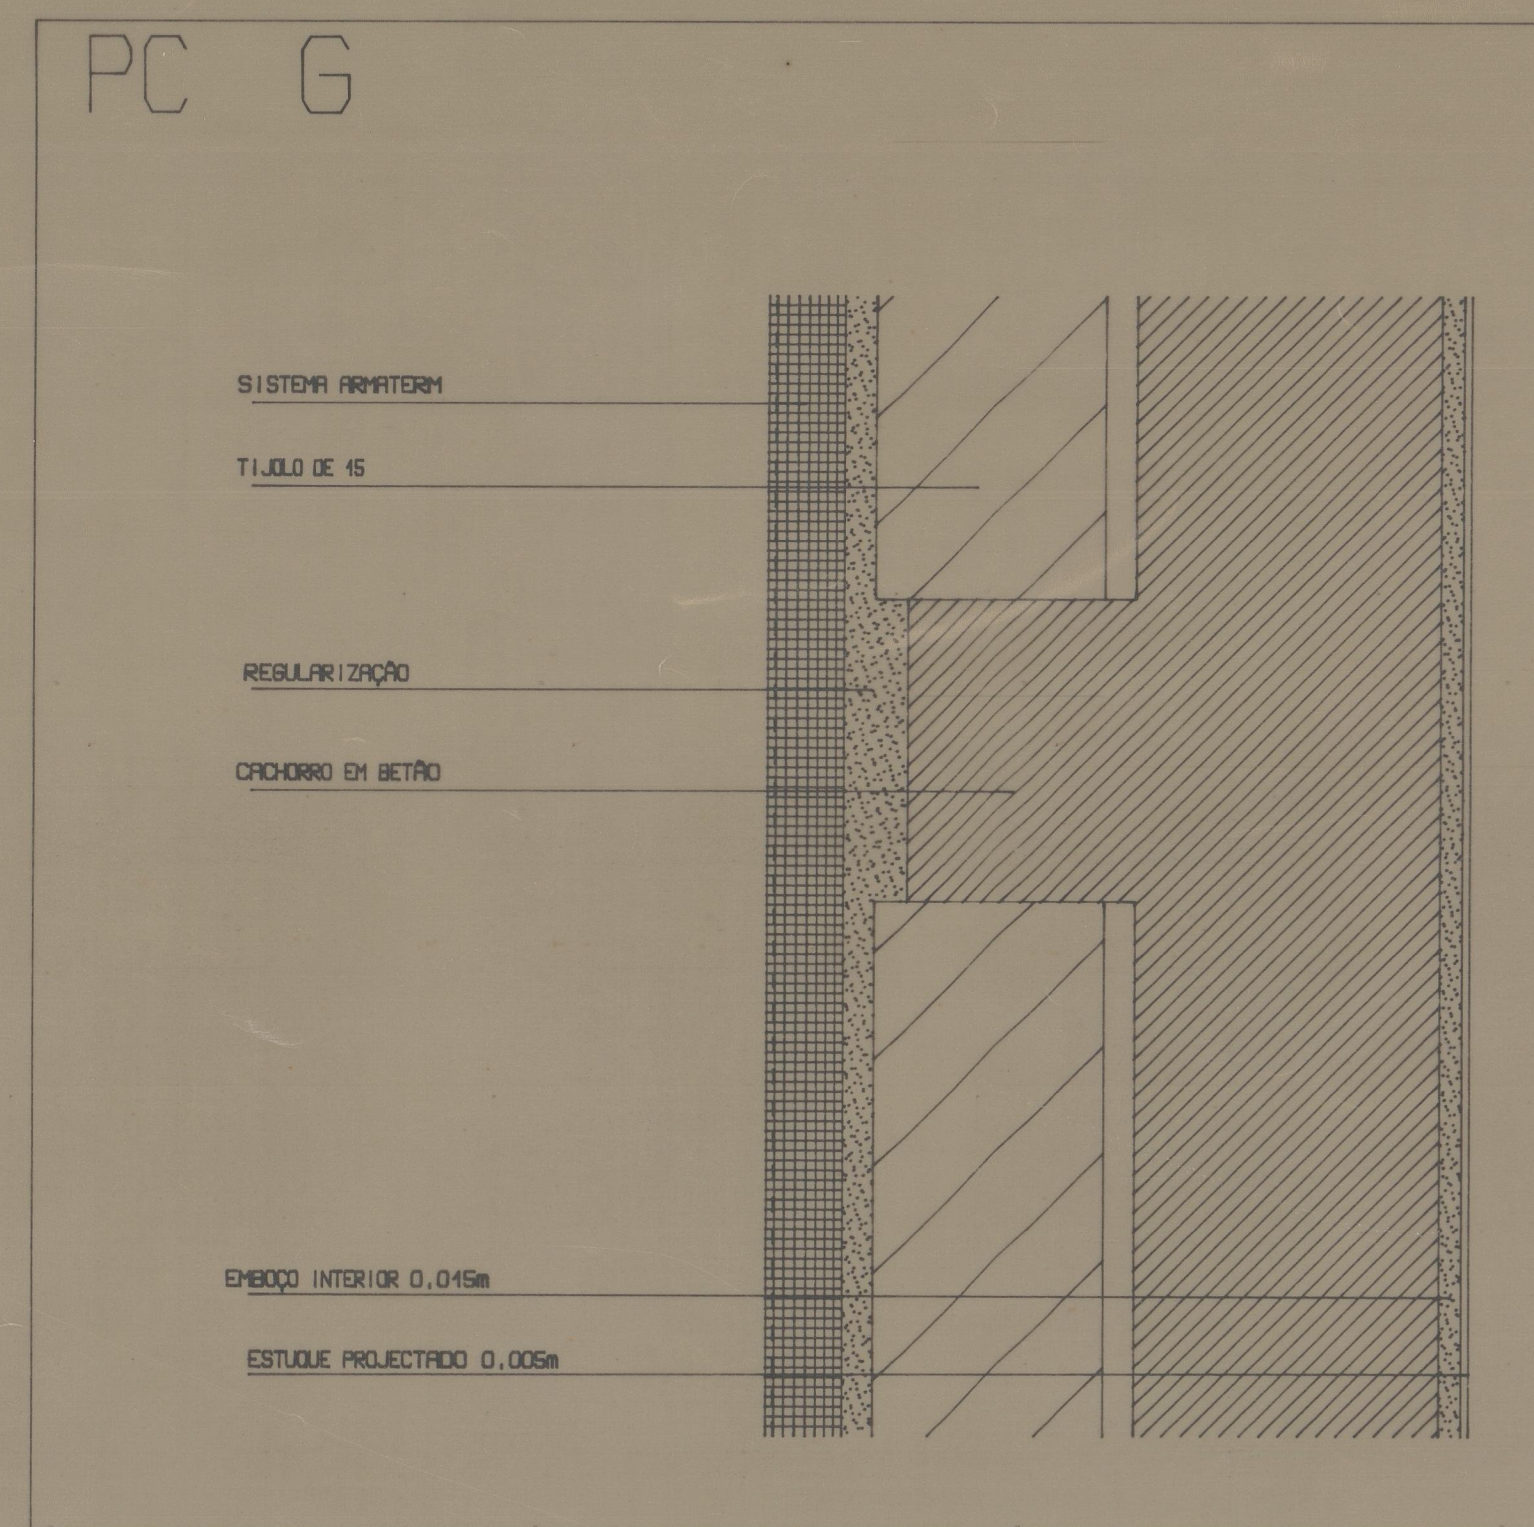 PC G
SISTEMA ARMATERM
TIJOLO DE 15
REGULARIZAÇÃO
CACHORRO EM BETÃO
EMBOÇO INTERIOR 0,015m
ESTUQUE PROJECTADO 0,005m